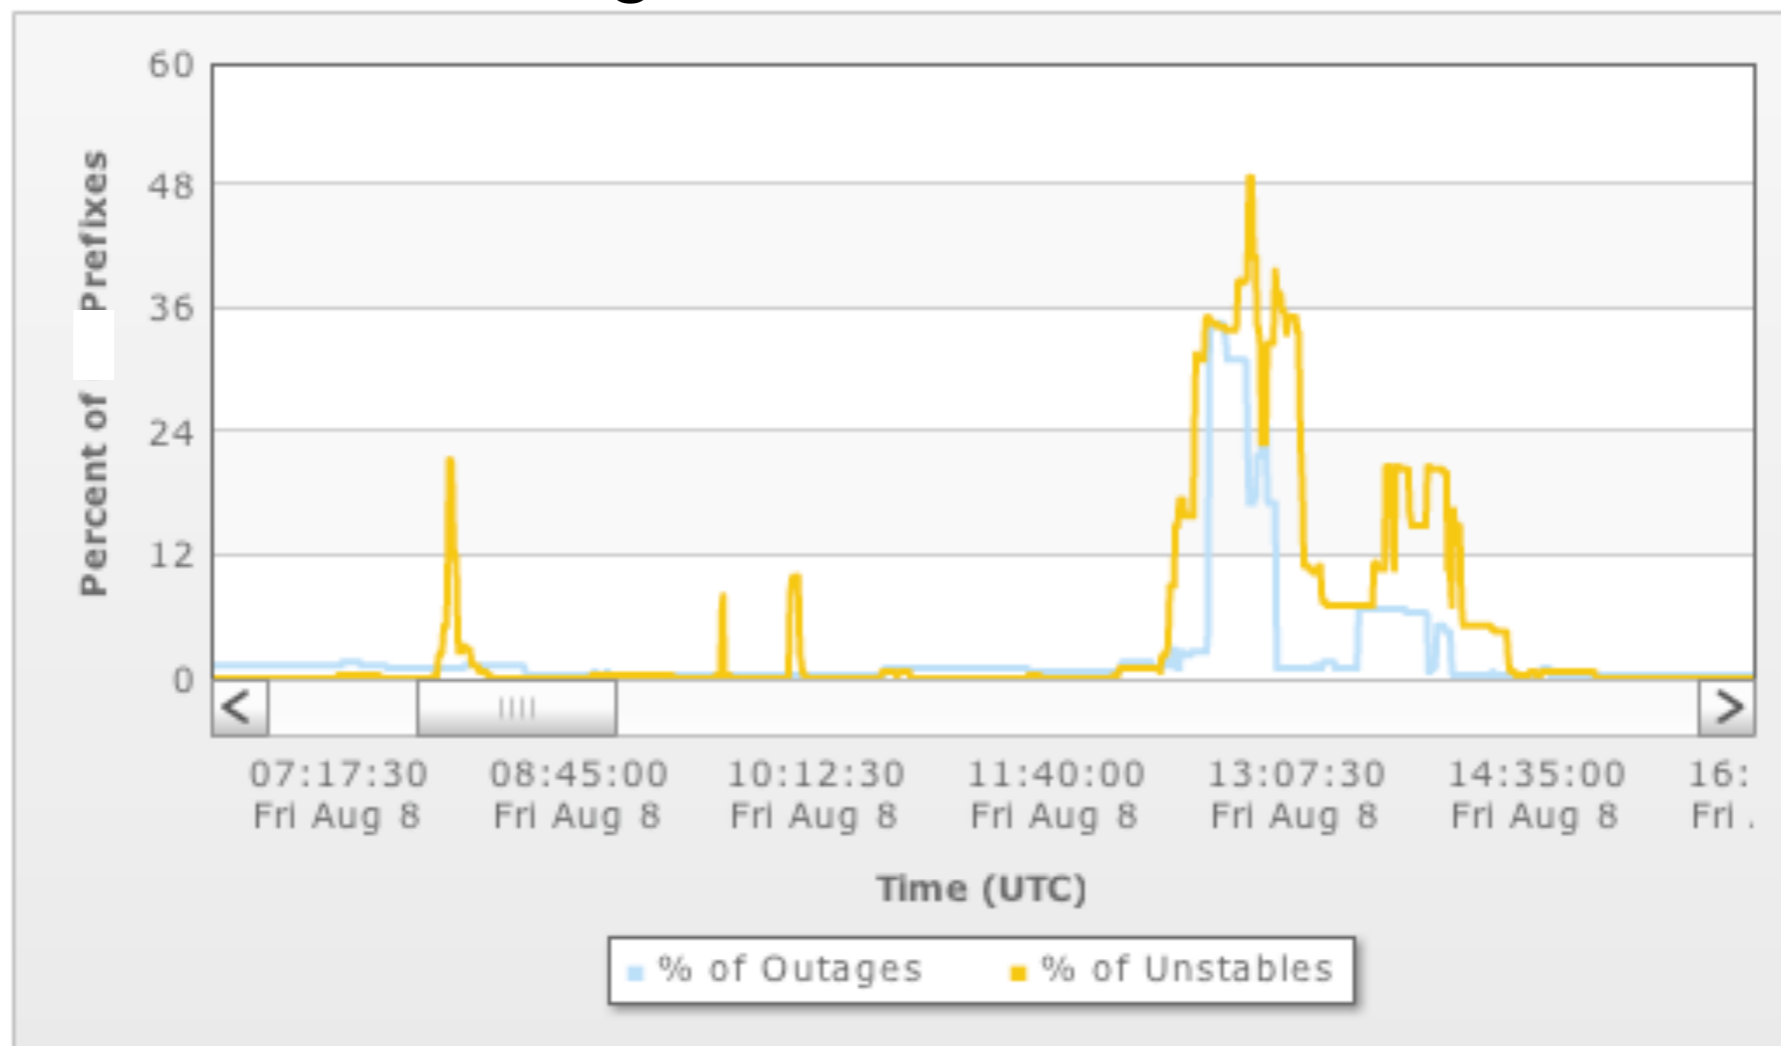 60
48
36
24
12
0
Percent of
Prefixes
07:17:30
Fri Aug 8
08:45:00
Fri Aug 8
10:12:30
Fri Aug 8
11:40:00
Fri Aug 8
13:07:30
Fri Aug 8
14:35:00
Fri Aug 8
16:
Fri .
Time (UTC)
% of Outages
% of Unstables